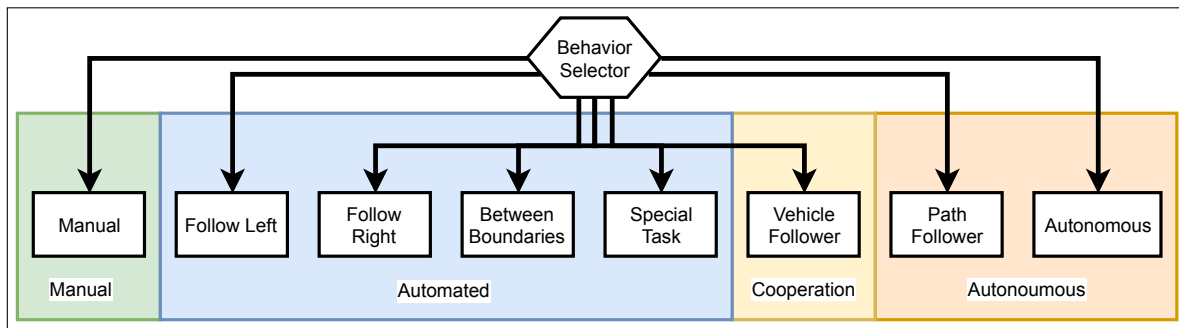 Behavior
Selector
Manual
Follow Left
Follow
Right
Between
Boundaries
Special
Task
Vehicle
Follower
Path
Follower
Autonomous
Manual
Automated
Cooperation
Autonoumous